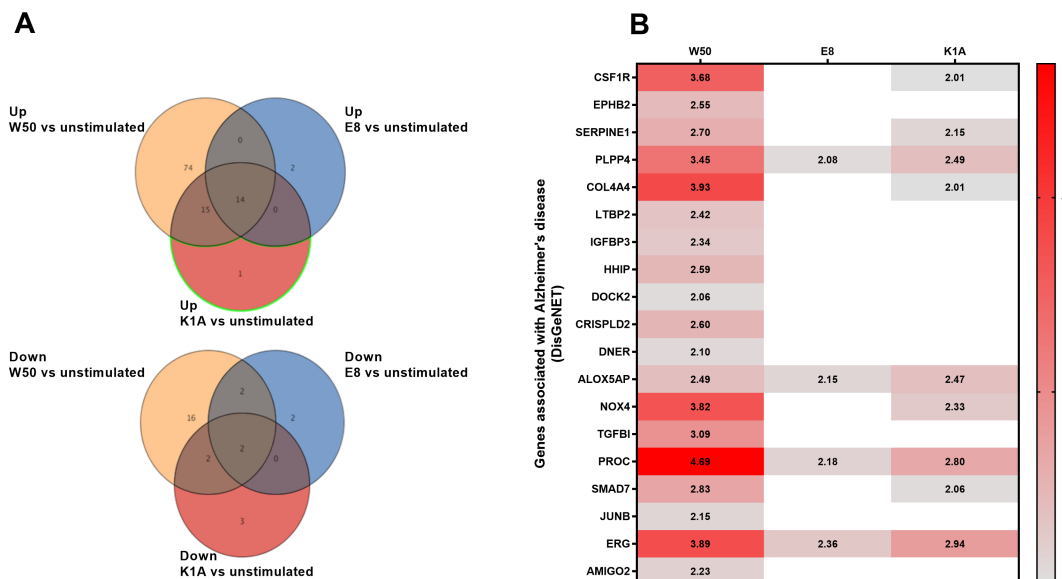 A
Up
W50 vs unstimulated
Up
E8 vs unstimulated
0
74
2
14
15
0
1
Up
K1A vs unstimulated
Down
W50 vs unstimulated
Down
E8 vs unstimulated
2
16
2
2
2
0
3
Down
K1A vs unstimulated
B
W50 E8 K1A
Genes associated with Alzheimer's disease
(DisGeNET)
CSF1R 3.68 2.01
EPHB2 2.55
SERPINE1 2.70 2.15
PLPP4 3.45 2.08 2.49
COL4A4 3.93 2.01
LTBP2 2.42
IGFBP3 2.34
HHIP 2.59
DOCK2 2.06
CRISPLD2 2.60
DNER 2.10
ALOX5AP 2.49 2.15 2.47
NOX4 3.82 2.33
TGFBI 3.09
PROC 4.69 2.18 2.80
SMAD7 2.83 2.06
JUNB 2.15
ERG 3.89 2.36 2.94
AMIGO2 2.23